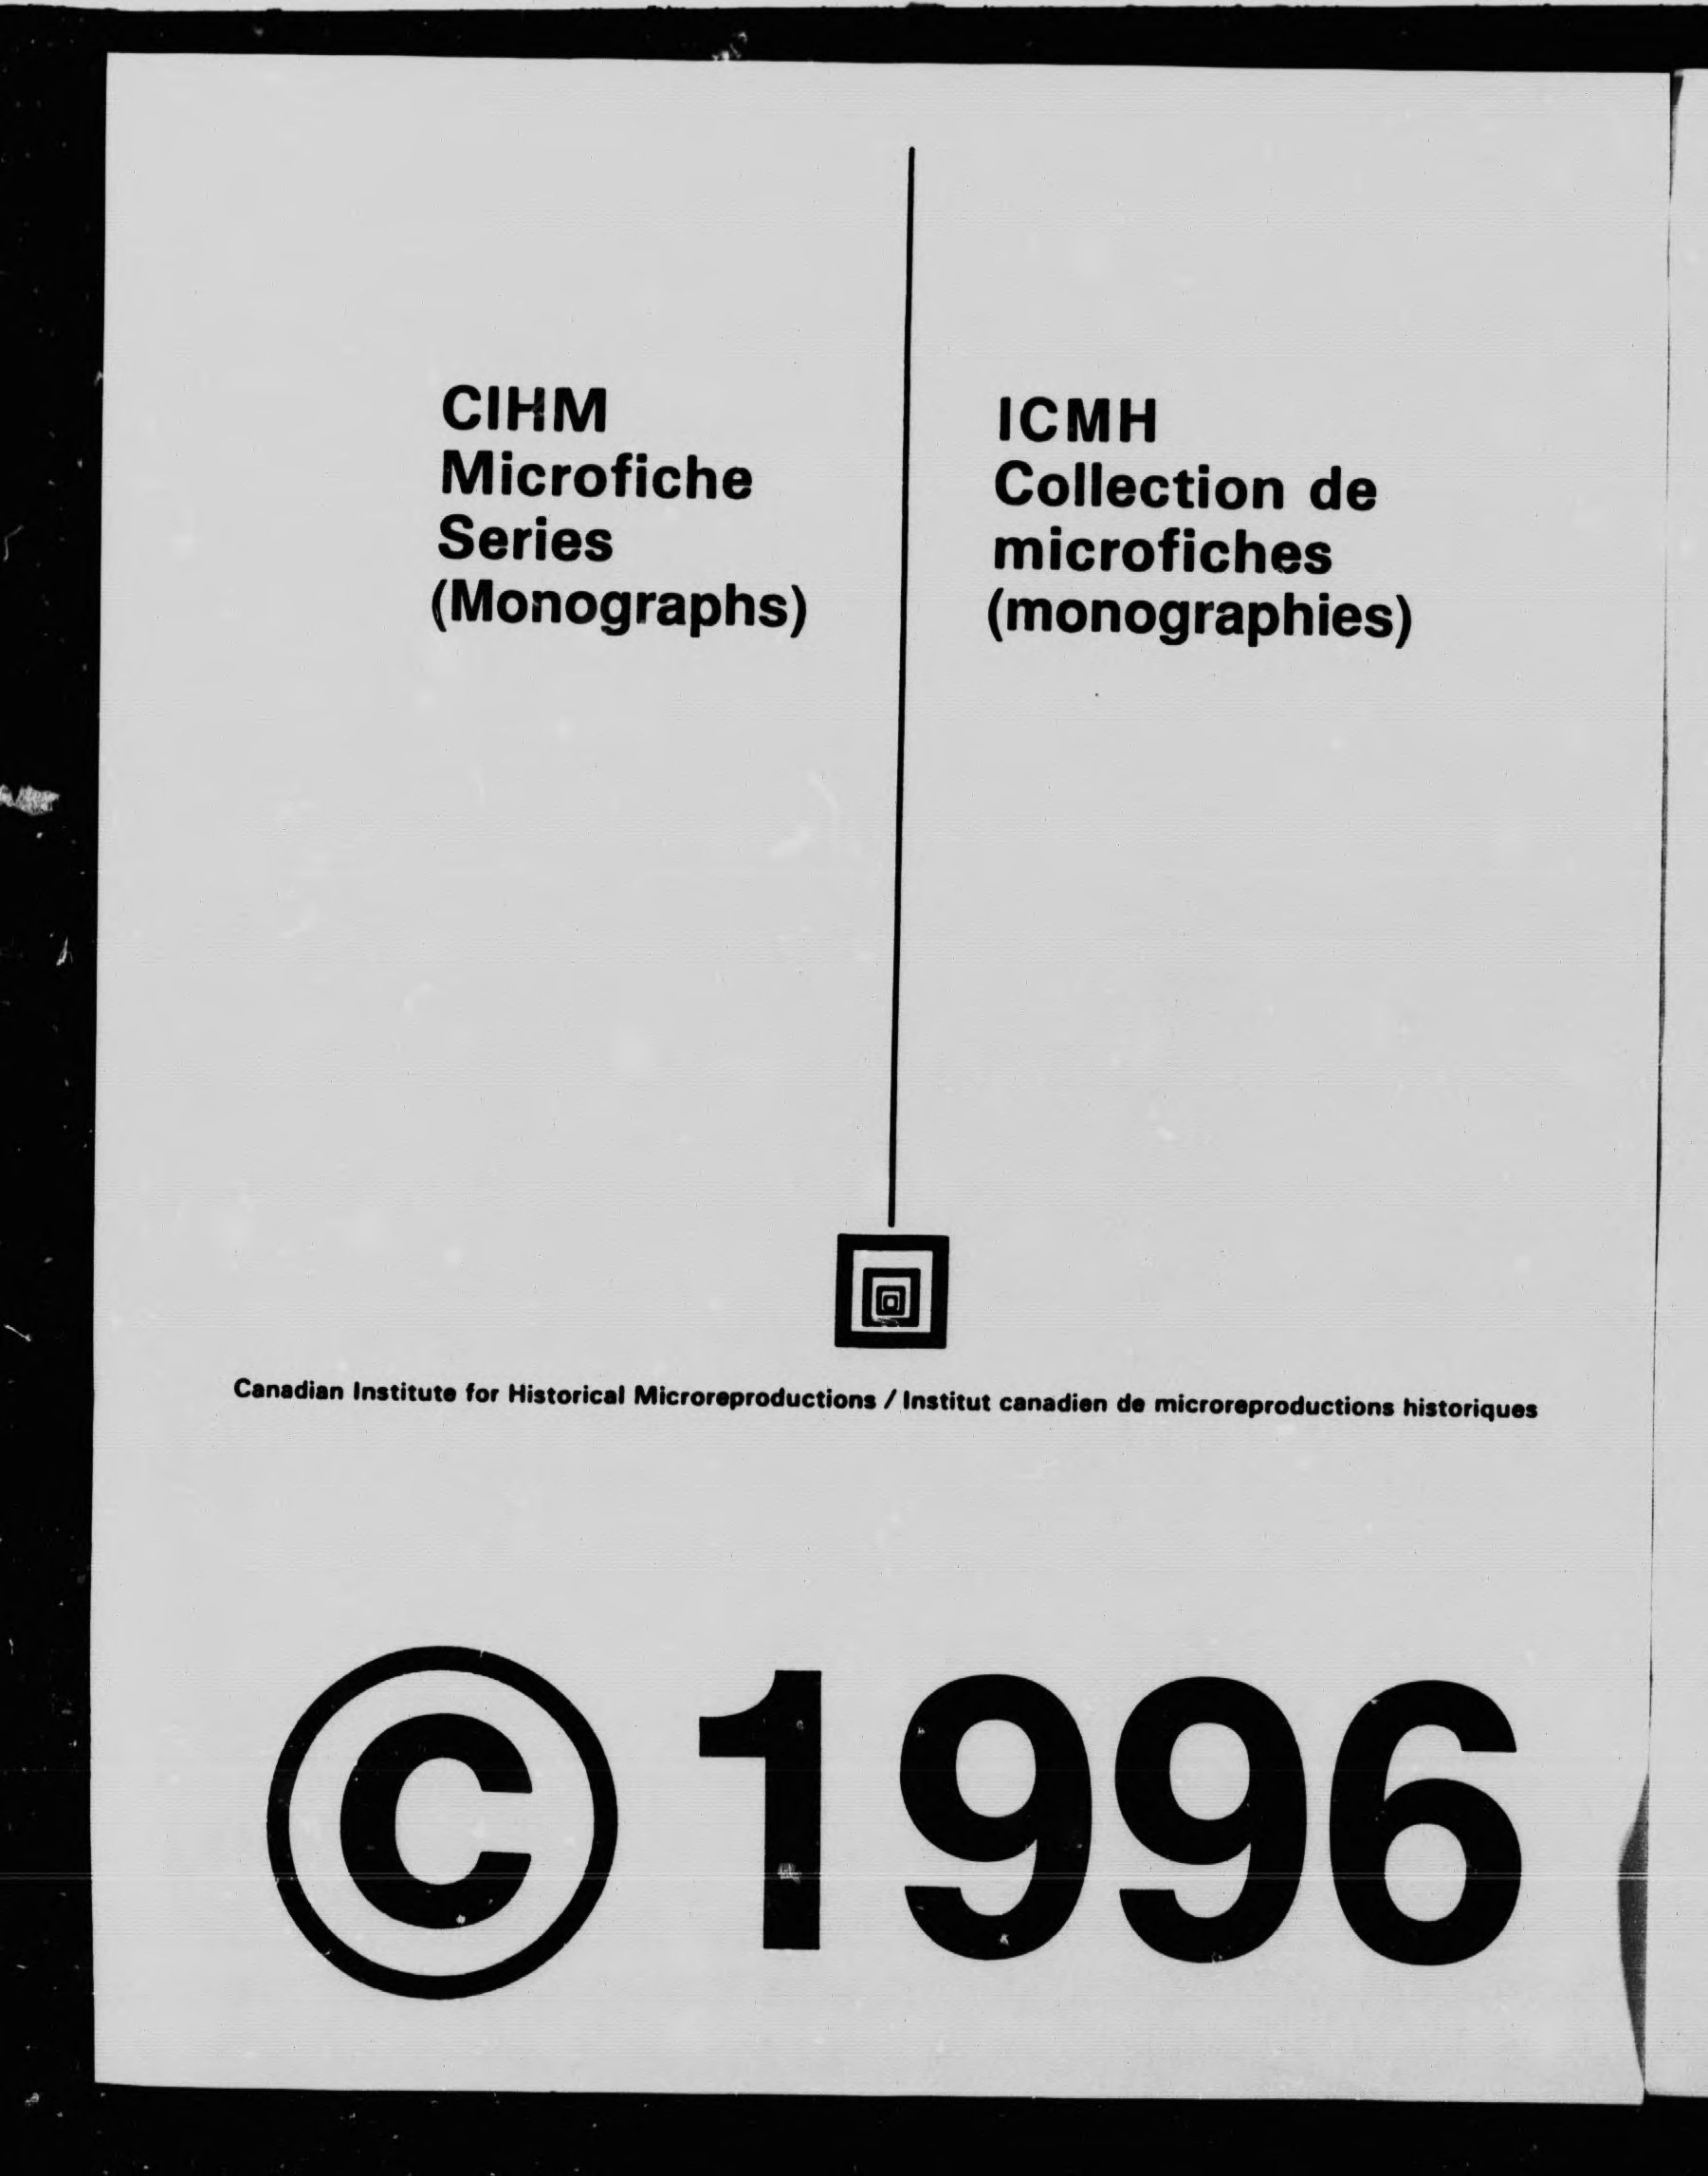 CIHM
Microfiche
Series
(Monographs)
ICMH
Collection de
microfiches
(monographies)
Canadian Institute for Historical Microreproductions / Institut canadien de microreproductions historiques
© 1996